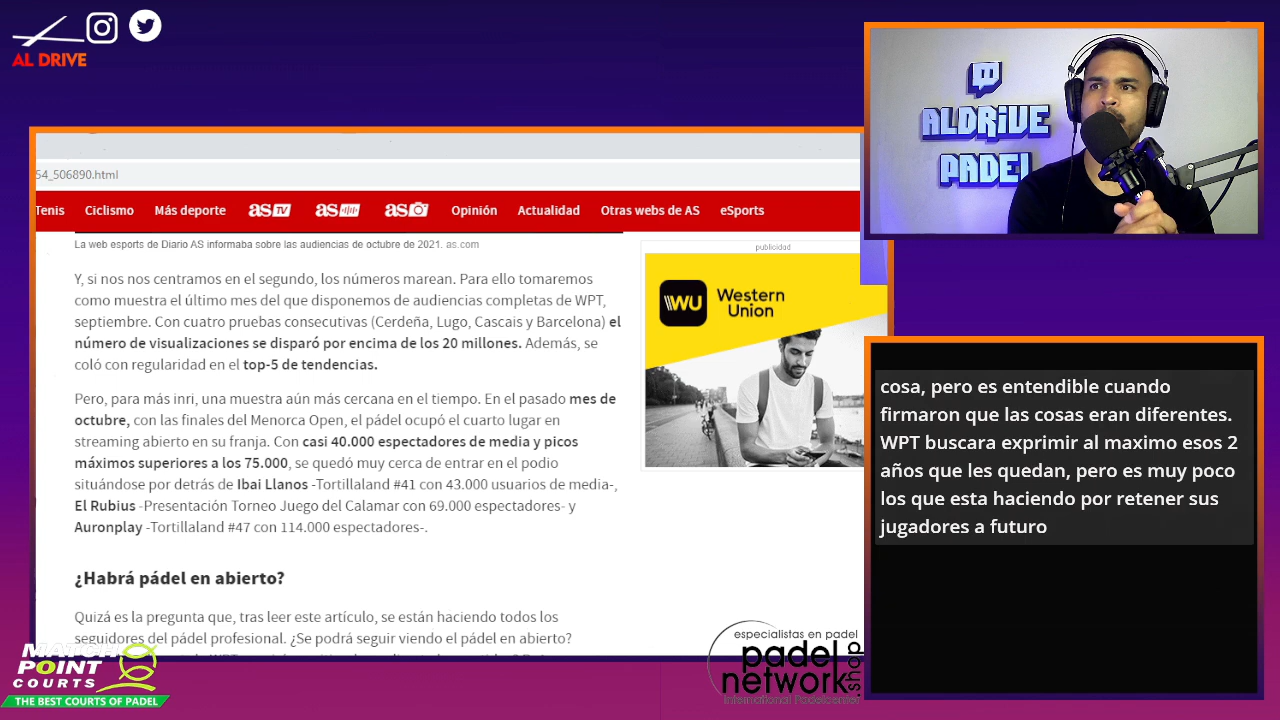 AL DRIVE
ALDRIVE
PADEL
54_506890.html
Tenis Ciclismo Más deporte as TV as as Opinión Actualidad Otras webs de AS eSports
La web esports de Diario AS informaba sobre las audiencias de octubre de 2021. as.com
publicidad
Y, si nos nos centramos en el segundo, los números marean. Para ello tomaremos
como muestra el último mes del que disponemos de audiencias completas de WPT,
septiembre. Con cuatro pruebas consecutivas (Cerdeña, Lugo, Cascais y Barcelona) el
número de visualizaciones se disparó por encima de los 20 millones. Además, se
coló con regularidad en el top-5 de tendencias.
Pero, para más inri, una muestra aún más cercana en el tiempo. En el pasado mes de
octubre, con las finales del Menorca Open, el pádel ocupó el cuarto lugar en
streaming abierto en su franja. Con casi 40.000 espectadores de media y picos
máximos superiores a los 75.000, se quedó muy cerca de entrar en el podio
situándose por detrás de Ibai Llanos -Tortillaland #41 con 43.000 usuarios de media-,
El Rubius -Presentación Torneo Juego del Calamar con 69.000 espectadores- y
Auronplay -Tortillaland #47 con 114.000 espectadores-.
¿Habrá pádel en abierto?
Quizá es la pregunta que, tras leer este artículo, se están haciendo todos los
seguidores del pádel profesional. ¿Se podrá seguir viendo el pádel en abierto?
WU Western
Union
cosa, pero es entendible cuando
firmaron que las cosas eran diferentes.
WPT buscara exprimir al maximo esos 2
años que les quedan, pero es muy poco
los que esta haciendo por retener sus
jugadores a futuro
MATCH
POINT
COURTS
THE BEST COURTS OF PADEL
especialistas en padel
padel
network
.shop
International Padelcenter